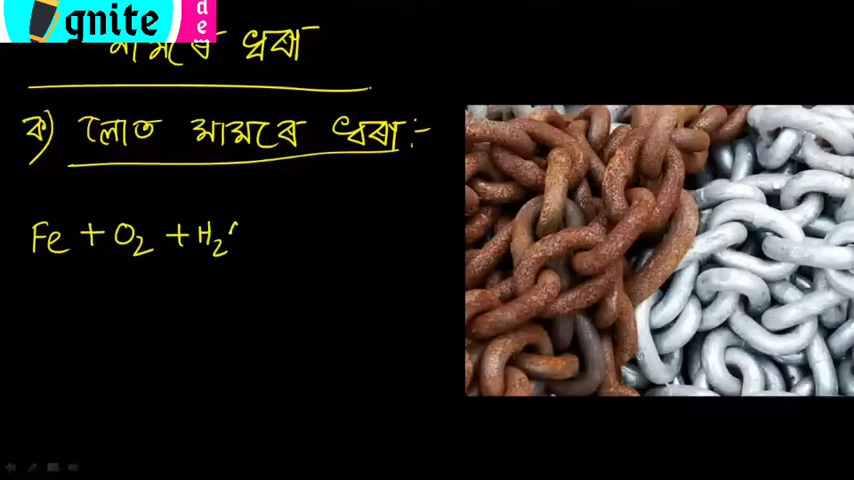 gnite
de
মামৰে ধৰা
ক) লোত মামৰে ধৰা :-
Fe + O2 + H2